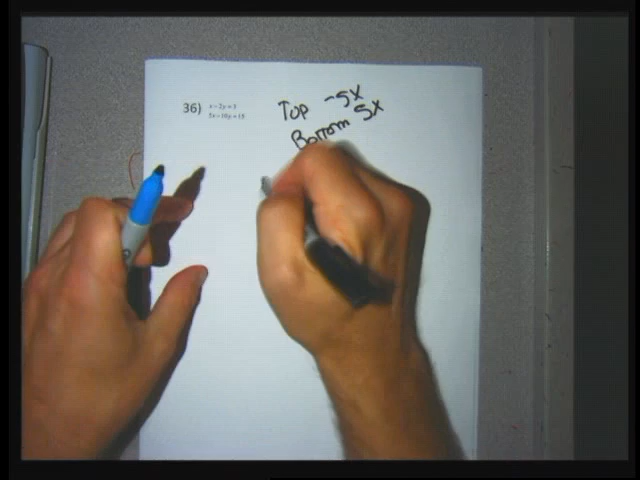 36) x − 2y = 3
5x − 10y = 15
Top -5x
Bottom 5x